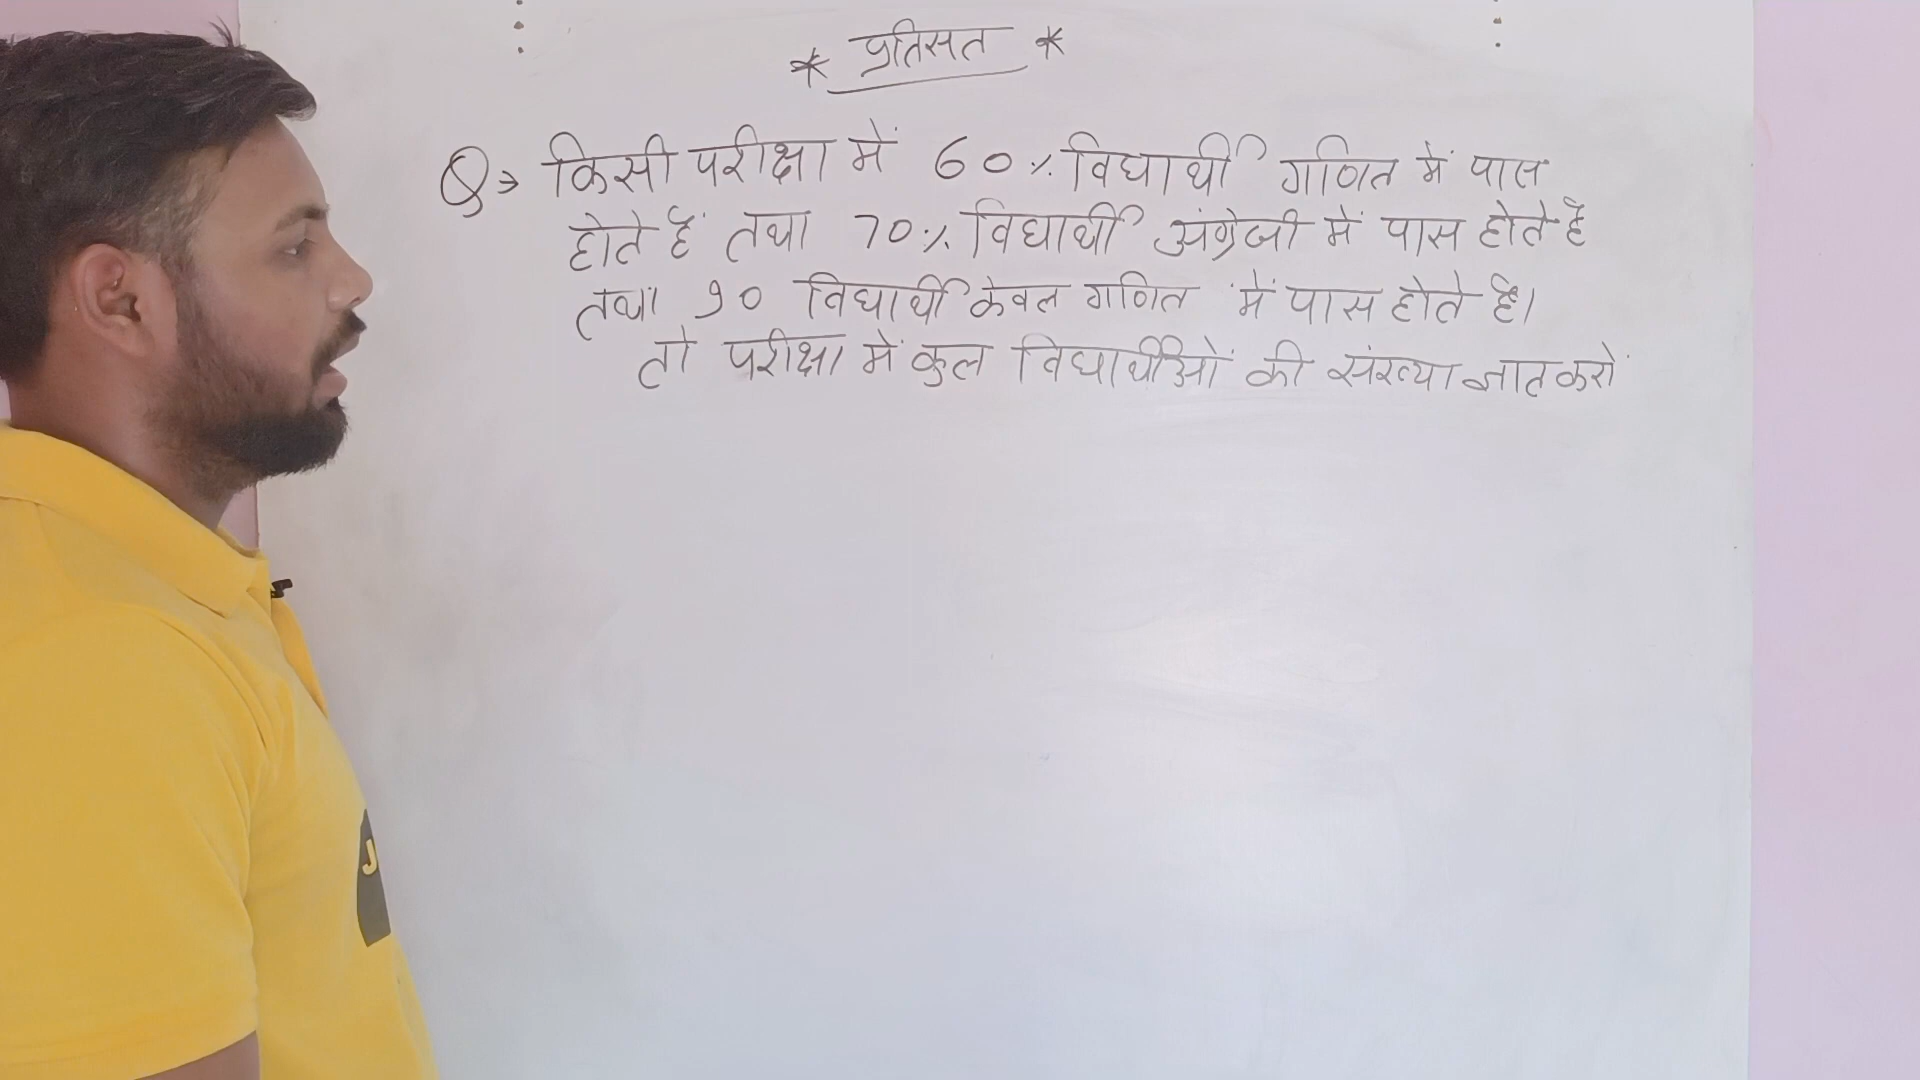 * प्रतिसत *
Q⇒ किसी परीक्षा में 60% विद्यार्थी गणित में पास
होते हैं तथा 70% विद्यार्थी अंग्रेजी में पास होते है
तथा 90 विद्यार्थी केवल गणित में पास होते है।
तो परीक्षा में कुल विद्यार्थीओं की संख्या ज्ञात करों
J